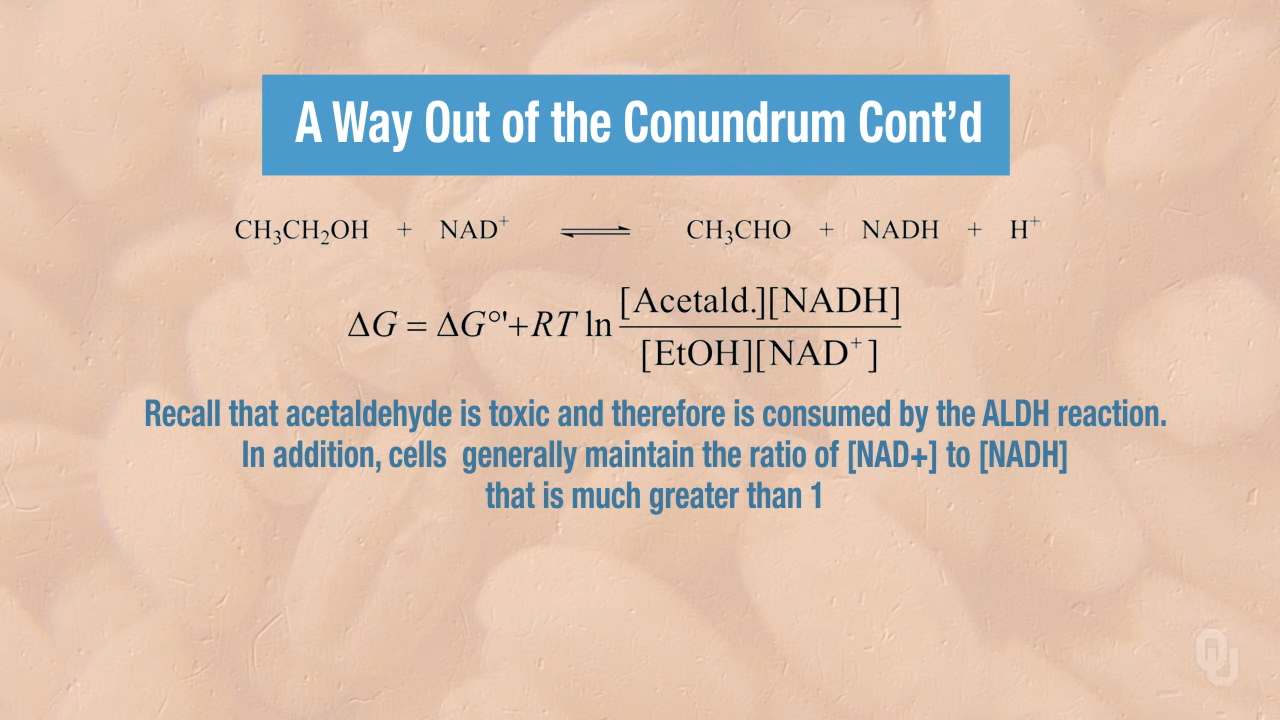 A Way Out of the Conundrum Cont’d
CH₃CH₂OH + NAD⁺ ⇌ CH₃CHO + NADH + H⁺
ΔG = ΔG°'+RT ln [Acetald.][NADH] / [EtOH][NAD⁺]
Recall that acetaldehyde is toxic and therefore is consumed by the ALDH reaction.
In addition, cells generally maintain the ratio of [NAD+] to [NADH]
that is much greater than 1
OU